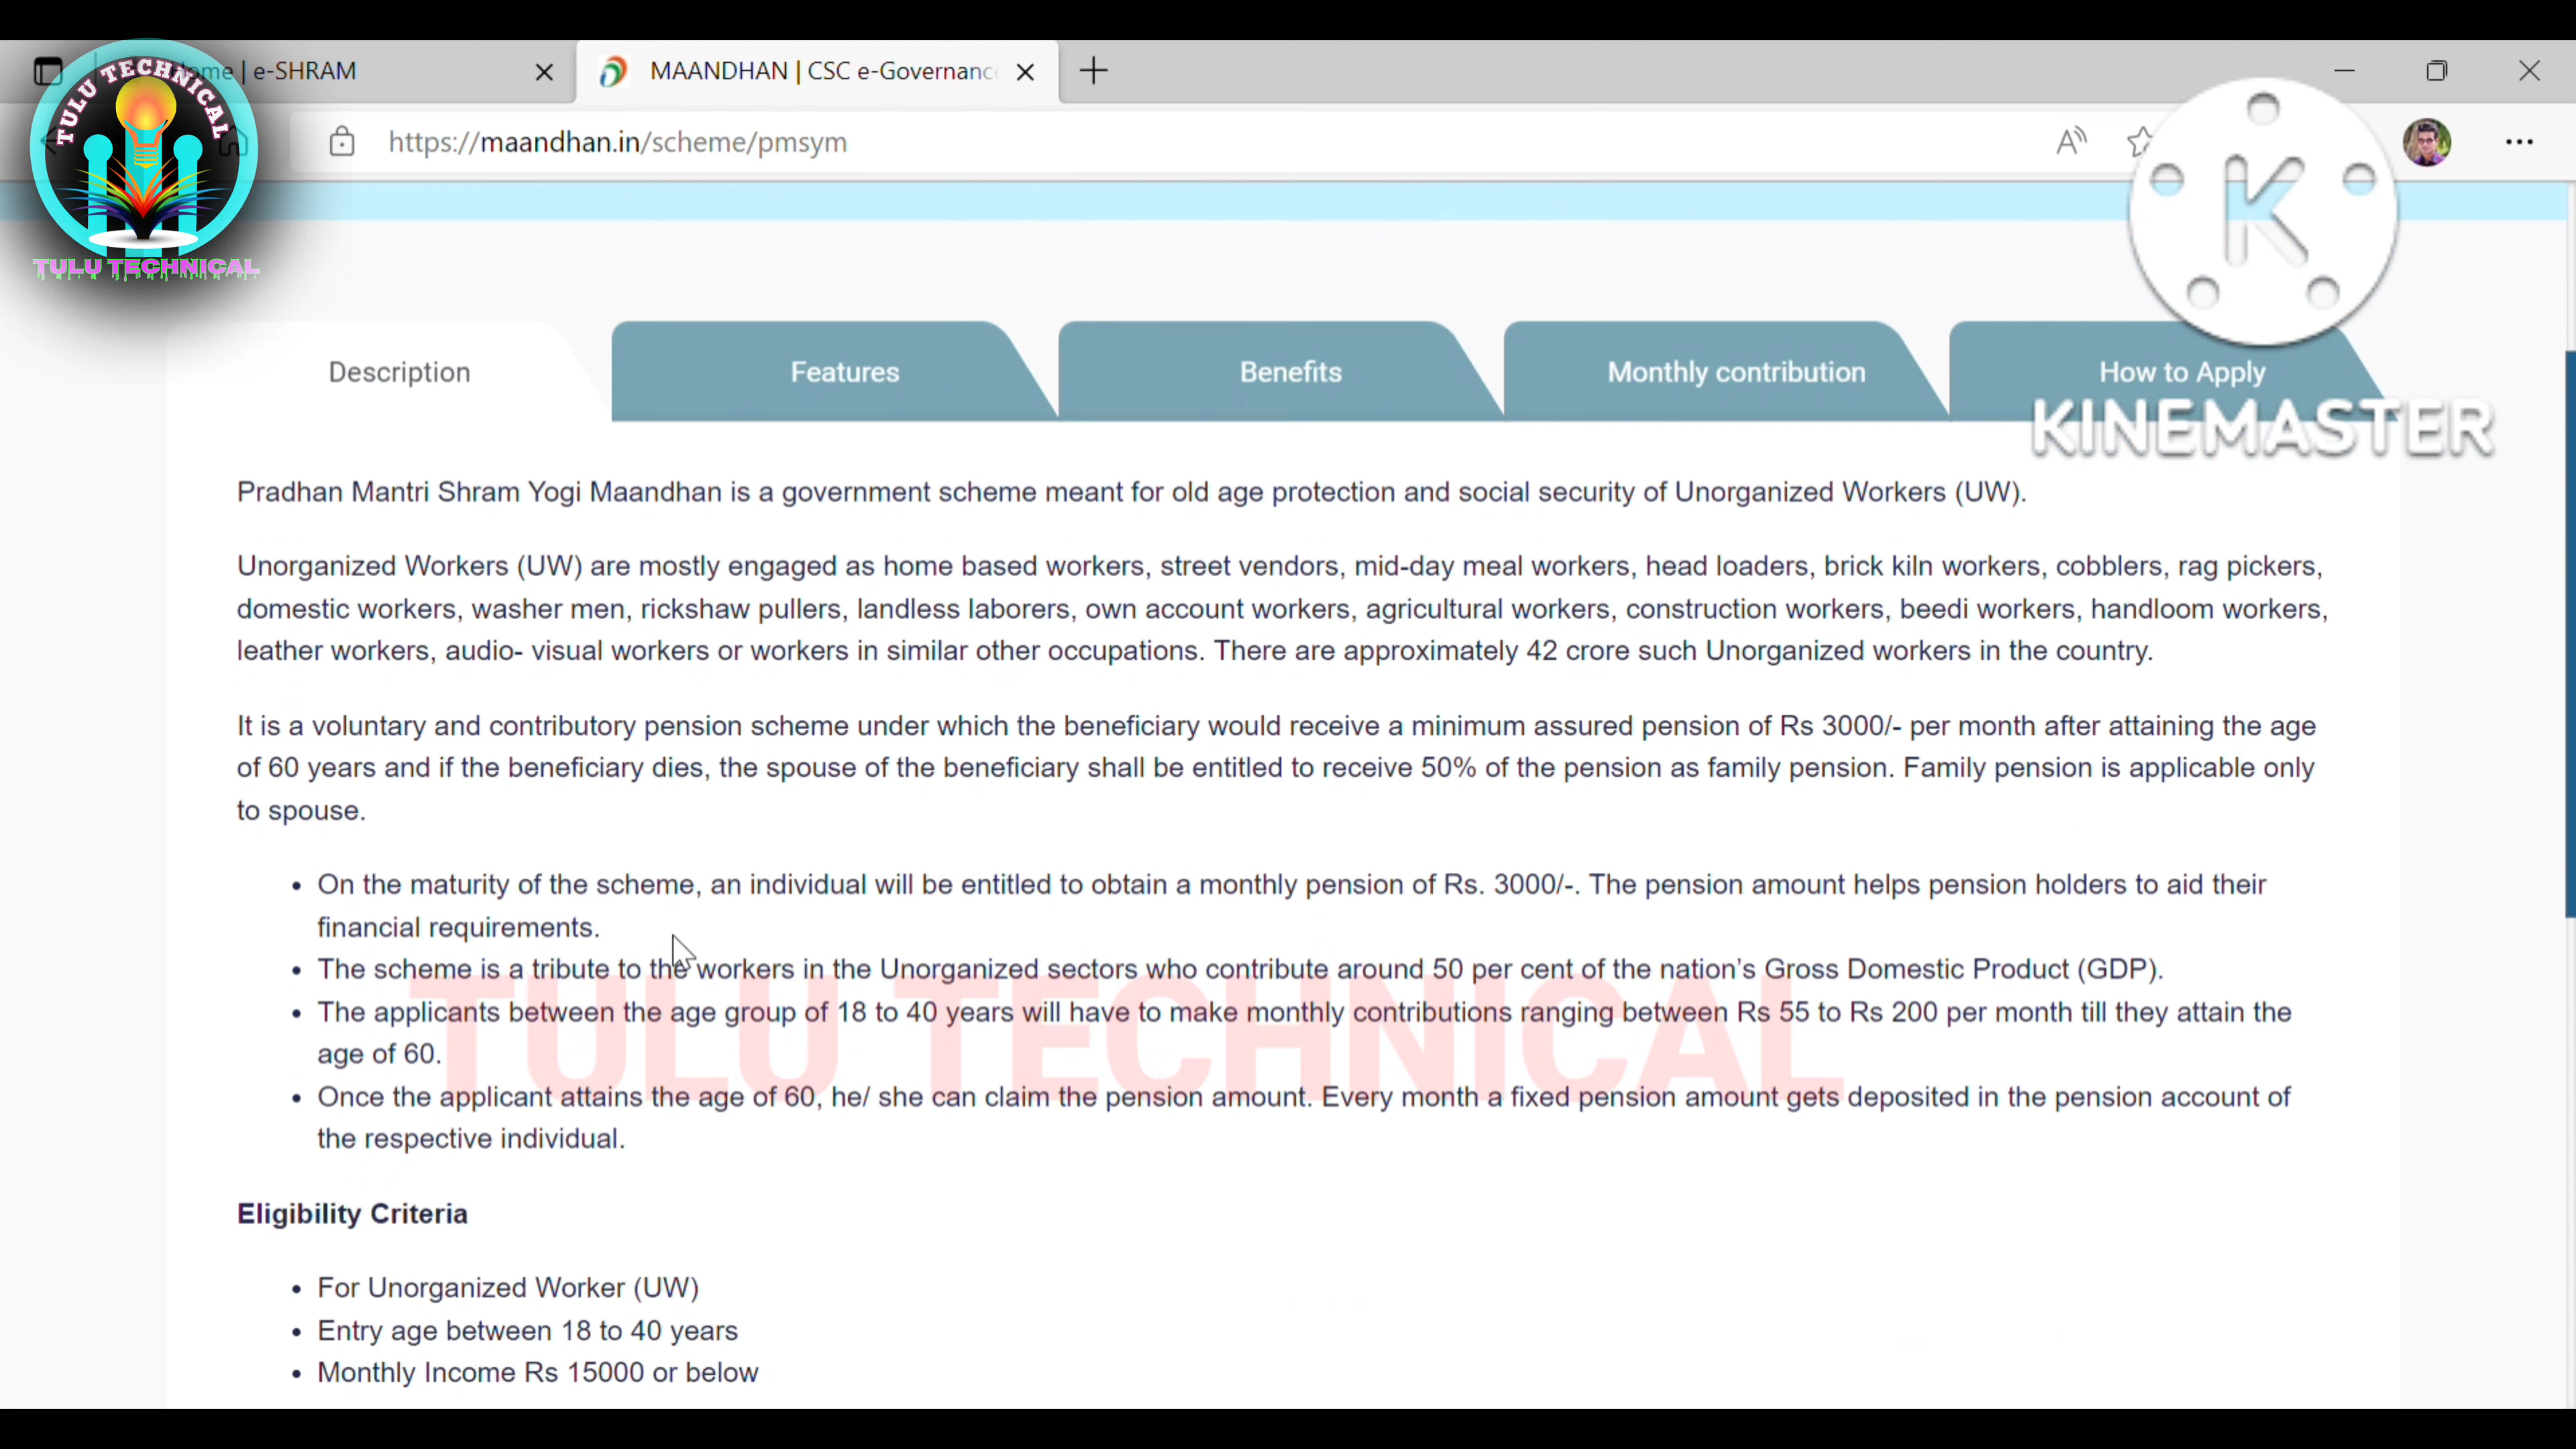 TULU TECHNICAL
TULU TECHNICAL
ome | e-SHRAM
MAANDHAN | CSC e-Governanc
https://maandhan.in/scheme/pmsym
K
KINEMASTER
Description
Features
Benefits
Monthly contribution
How to Apply
Pradhan Mantri Shram Yogi Maandhan is a government scheme meant for old age protection and social security of Unorganized Workers (UW).
Unorganized Workers (UW) are mostly engaged as home based workers, street vendors, mid-day meal workers, head loaders, brick kiln workers, cobblers, rag pickers,
domestic workers, washer men, rickshaw pullers, landless laborers, own account workers, agricultural workers, construction workers, beedi workers, handloom workers,
leather workers, audio- visual workers or workers in similar other occupations. There are approximately 42 crore such Unorganized workers in the country.
It is a voluntary and contributory pension scheme under which the beneficiary would receive a minimum assured pension of Rs 3000/- per month after attaining the age
of 60 years and if the beneficiary dies, the spouse of the beneficiary shall be entitled to receive 50% of the pension as family pension. Family pension is applicable only
to spouse.
• On the maturity of the scheme, an individual will be entitled to obtain a monthly pension of Rs. 3000/-. The pension amount helps pension holders to aid their
financial requirements.
• The scheme is a tribute to the workers in the Unorganized sectors who contribute around 50 per cent of the nation’s Gross Domestic Product (GDP).
• The applicants between the age group of 18 to 40 years will have to make monthly contributions ranging between Rs 55 to Rs 200 per month till they attain the
age of 60.
• Once the applicant attains the age of 60, he/ she can claim the pension amount. Every month a fixed pension amount gets deposited in the pension account of
the respective individual.
TULU TECHNICAL
Eligibility Criteria
• For Unorganized Worker (UW)
• Entry age between 18 to 40 years
• Monthly Income Rs 15000 or below